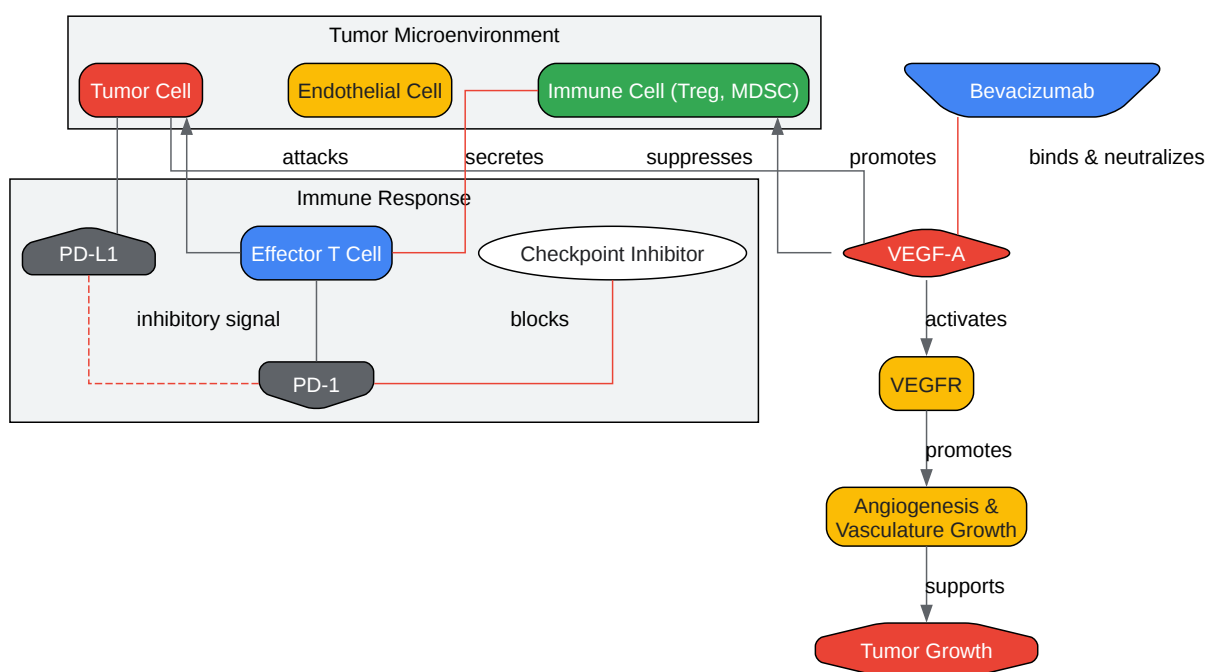 Tumor Microenvironment
Tumor Cell
Endothelial Cell
Immune Cell (Treg, MDSC)
Bevacizumab
attacks
secretes
suppresses
promotes
binds & neutralizes
Immune Response
PD-L1
Effector T Cell
Checkpoint Inhibitor
VEGF-A
inhibitory signal
blocks
activates
PD-1
VEGFR
promotes
Angiogenesis &
Vasculature Growth
supports
Tumor Growth